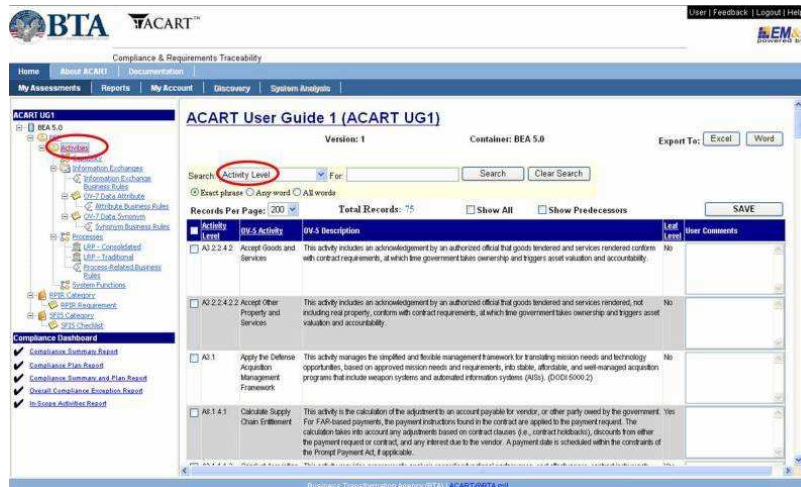 User | Feedback | Logout | Help
BTA
ACART™
powered
Compliance & Requirements Traceability
Home
About ACART
Documentation
My Assessments
Reports
My Account
Discovery
System Analysis
ACART UG1
BEA 5.0
Activities
Information Exchanges
Information Exchange
Business Rules
OV-7 Data Attribute
Attribute Business Rules
OV-7 Data Synonym
Synonym Business Rules
Processes
LRP - Consolidated
LRP - Traditional
Process-Related Business
Rules
System Functions
RPIR Category
RPIR Requirement
SFIS Category
SFIS Checklist
Compliance Dashboard
Compliance Summary Report
Compliance Plan Report
Compliance Summary and Plan Report
Overall Compliance Exception Report
In-Scope Activities Report
ACART User Guide 1 (ACART UG1)
Version: 1
Container: BEA 5.0
Export To:
Excel
Word
Search:
Activity Level
For:
Search
Clear Search
Exact phrase
Any word
All words
Records Per Page: 200
Total Records: 75
Show All
Show Predecessors
SAVE
Activity
Level
OV-5 Activity
OV-5 Description
Leaf
Level
User Comments
A3.2.2.4.2 Accept Goods and This activity includes an acknowledgement by an authorized official that goods tendered and services rendered conform No
Services with contract requirements, at which time government takes ownership and triggers asset valuation and accountability.
A3.2.2.4.2.2 Accept Other This activity includes an acknowledgement by an authorized official that goods tendered and services rendered, not No
Property and including real property, conform with contract requirements, at which time government takes ownership and triggers asset
Services valuation and accountability.
A3.1 Apply the Defense This activity manages the simplified and flexible management framework for translating mission needs and technology No
Acquisition opportunities, based on approved mission needs and requirements, into stable, affordable, and well-managed acquisition
Management programs that include weapon systems and automated information systems (AISs). (DODI 5000.2)
Framework
A8.1.4.1 Calculate Supply This activity is the calculation of the adjustment to an account payable for vendor, or other party owed by the government. Yes
Chain Entitlement For FAR-based payments, the payment instructions found in the contract are applied to the payment request. The
calculation takes into account any adjustments based on contract clauses (i.e., contract holdbacks), discounts from either
the payment request or contract, and any interest due to the vendor. A payment date is scheduled within the constraints of
the Prompt Payment Act, if applicable.
Business Transformation Agency (BTA) | ACART@BTA.mil